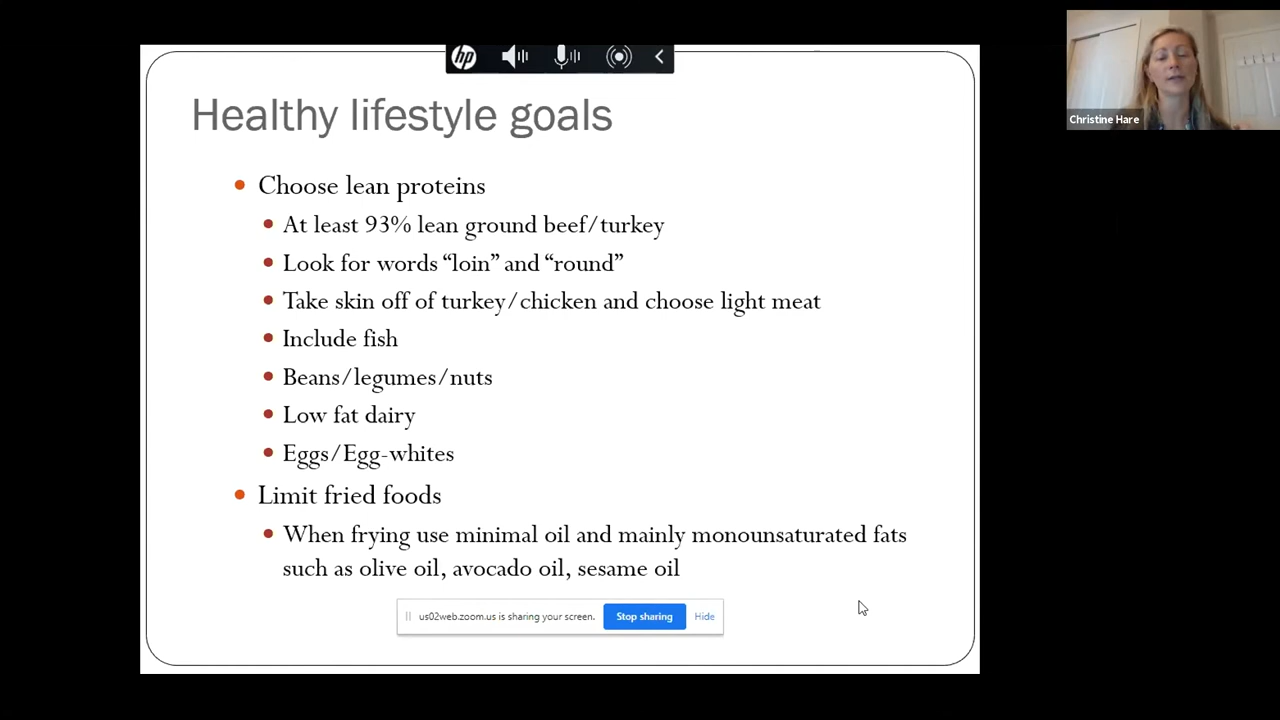 hp
Christine Hare
Healthy lifestyle goals
Choose lean proteins
At least 93% lean ground beef/turkey
Look for words “loin” and “round”
Take skin off of turkey/chicken and choose light meat
Include fish
Beans/legumes/nuts
Low fat dairy
Eggs/Egg-whites
Limit fried foods
When frying use minimal oil and mainly monounsaturated fats
such as olive oil, avocado oil, sesame oil
us02web.zoom.us is sharing your screen. Stop sharing Hide